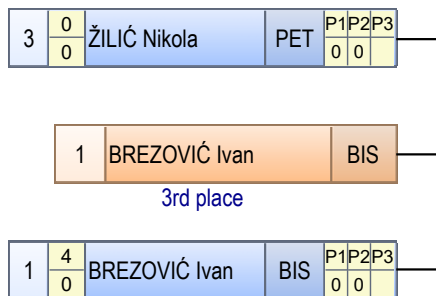 3 0 0 ŽILIĆ Nikola PET P1 P2 P3 0 0
1 BREZOVIĆ Ivan BIS
3rd place
1 4 0 BREZOVIĆ Ivan BIS P1 P2 P3 0 0